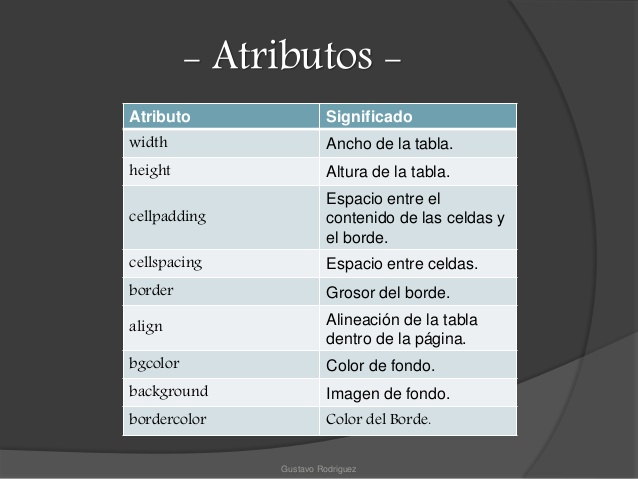 - Atributos -
Atributo Significado
width Ancho de la tabla.
height Altura de la tabla.
cellpadding Espacio entre el
contenido de las celdas y
el borde.
cellspacing Espacio entre celdas.
border Grosor del borde.
align Alineación de la tabla
dentro de la página.
bgcolor Color de fondo.
background Imagen de fondo.
bordercolor Color del Borde.
Gustavo Rodriguez